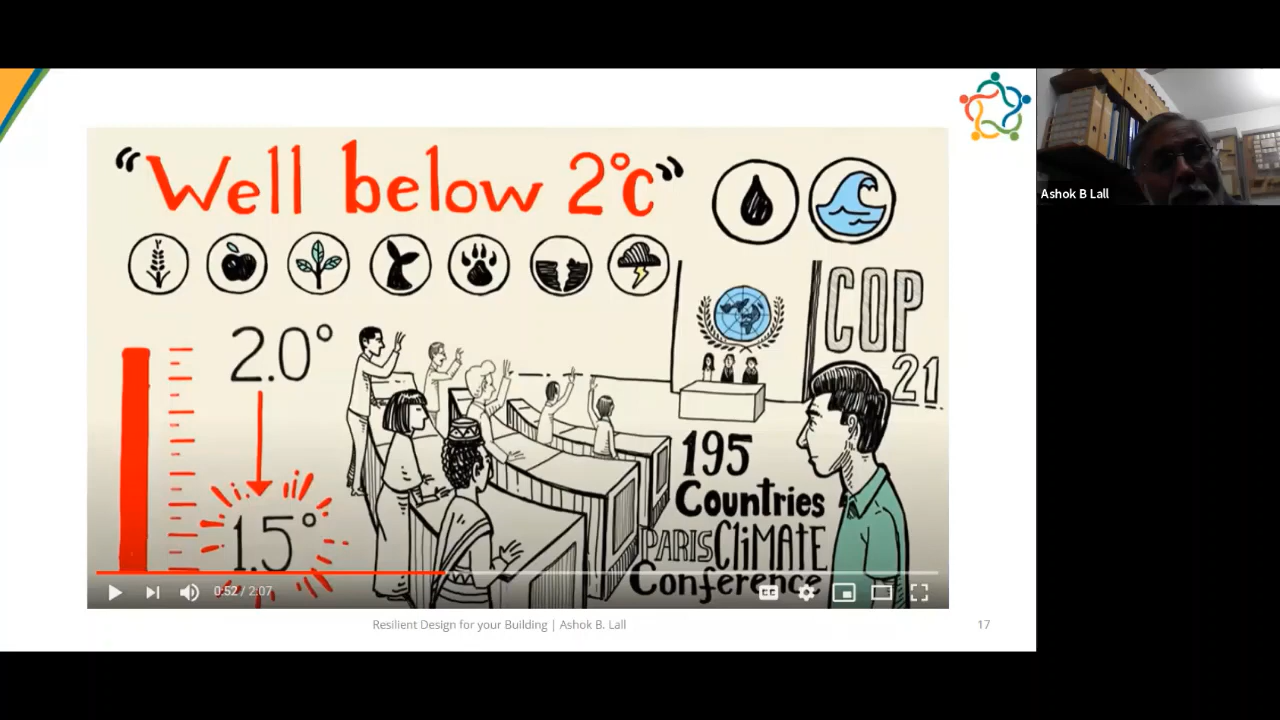 "Well below 2°C"
2.0°
1.5°
COP
21
195
Countries
PARIS CLIMATE
Conference
0:52 / 2:07
CC
Resilient Design for your Building | Ashok B. Lall
17
Ashok B Lall